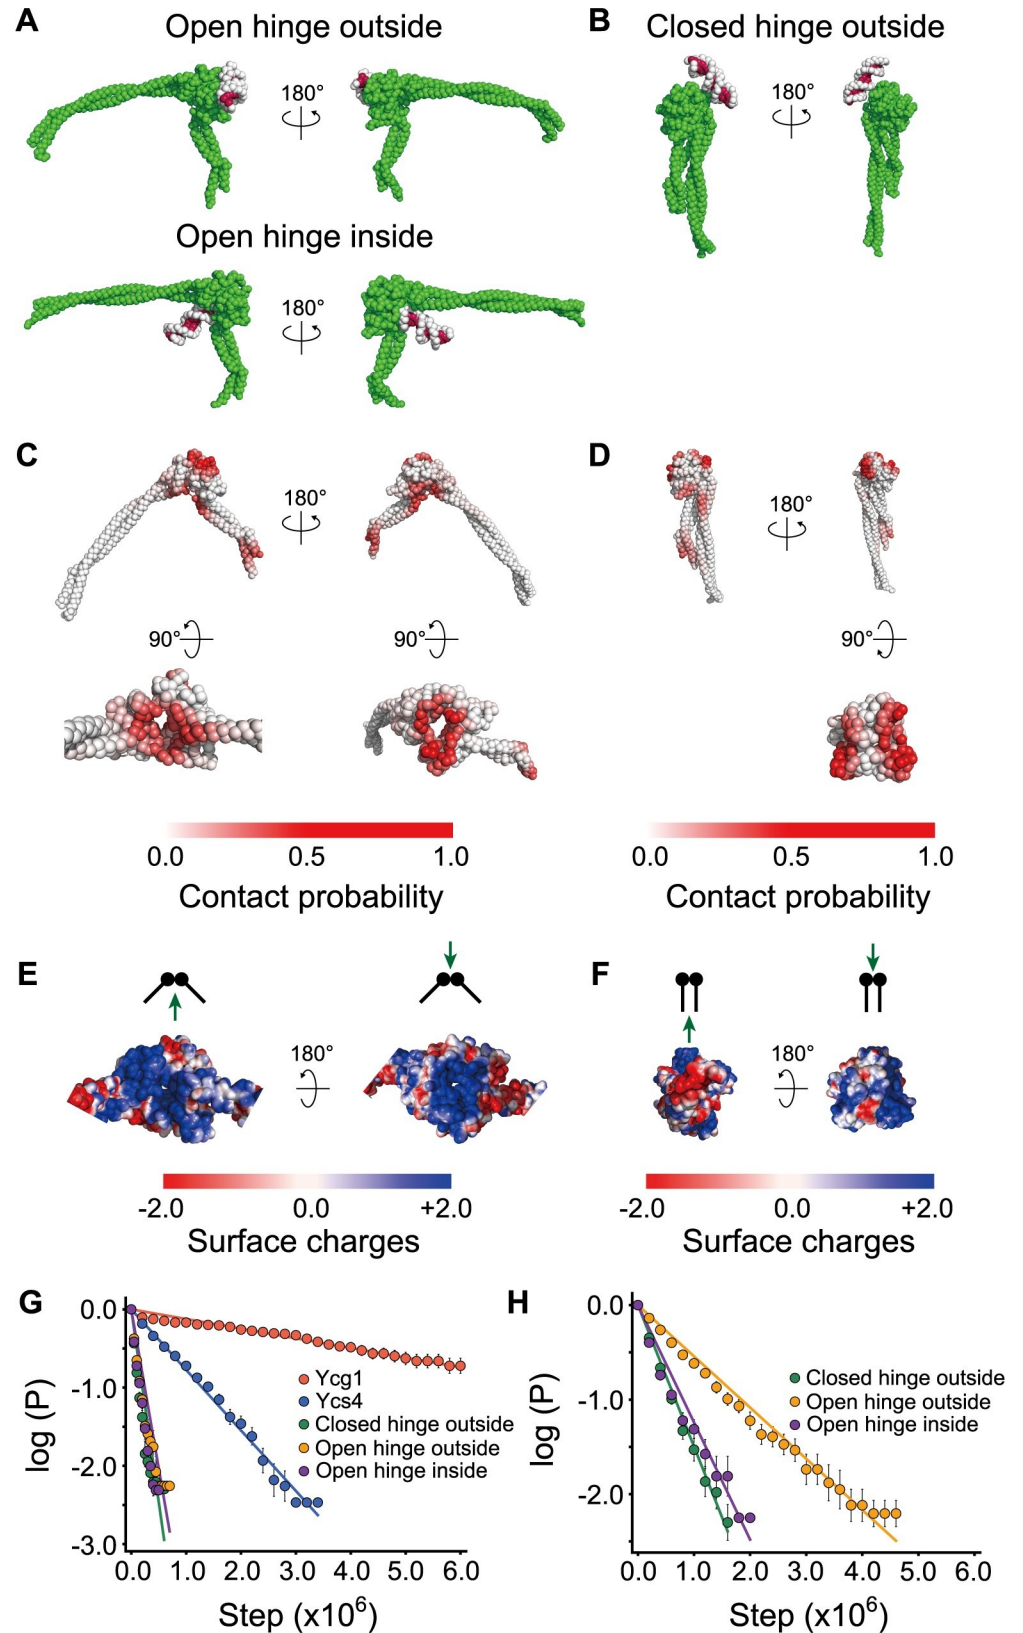 A
Open hinge outside
180°
B
Closed hinge outside
180°
Open hinge inside
180°
C
180°
90°
90°
D
180°
90°
0.0 0.5 1.0
Contact probability
0.0 0.5 1.0
Contact probability
E
180°
F
180°
-2.0 0.0 +2.0
Surface charges
-2.0 0.0 +2.0
Surface charges
G
log (P)
0.0
-1.0
-2.0
-3.0
Ycg1
Ycs4
Closed hinge outside
Open hinge outside
Open hinge inside
0.0 1.0 2.0 3.0 4.0 5.0 6.0
Step (x10⁶)
H
log (P)
0.0
-1.0
-2.0
Closed hinge outside
Open hinge outside
Open hinge inside
0.0 1.0 2.0 3.0 4.0 5.0 6.0
Step (x10⁶)